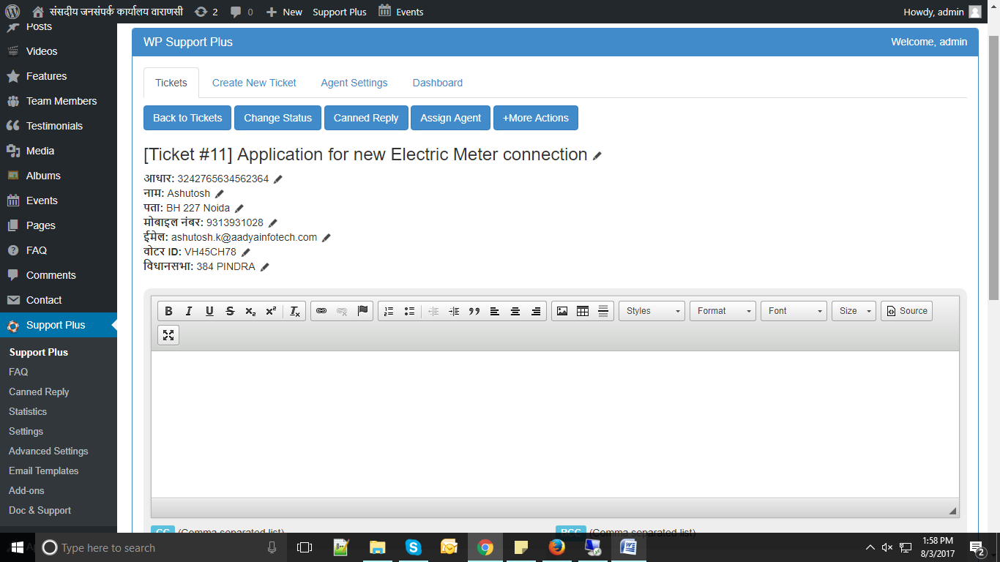 संसदीय जनसंपर्क कार्यालय वाराणसी 2 0 New Support Plus Events Howdy, admin
Posts
Videos
Features
Team Members
Testimonials
Media
Albums
Events
Pages
FAQ
Comments
Contact
Support Plus
Support Plus
FAQ
Canned Reply
Statistics
Settings
Advanced Settings
Email Templates
Add-ons
Doc & Support
WP Support Plus Welcome, admin
Tickets Create New Ticket Agent Settings Dashboard
Back to Tickets Change Status Canned Reply Assign Agent +More Actions
[Ticket #11] Application for new Electric Meter connection
आधार: 3242765634562364
नाम: Ashutosh
पता: BH 227 Noida
मोबाइल नंबर: 9313931028
ईमेल: ashutosh.k@aadyainfotech.com
वोटर ID: VH45CH78
विधानसभा: 384 PINDRA
B I U S x₂ x² Tx Styles Format Font Size Source
CC (Comma separated list) BCC (Comma separated list)
Type here to search 1:58 PM
8/3/2017 2